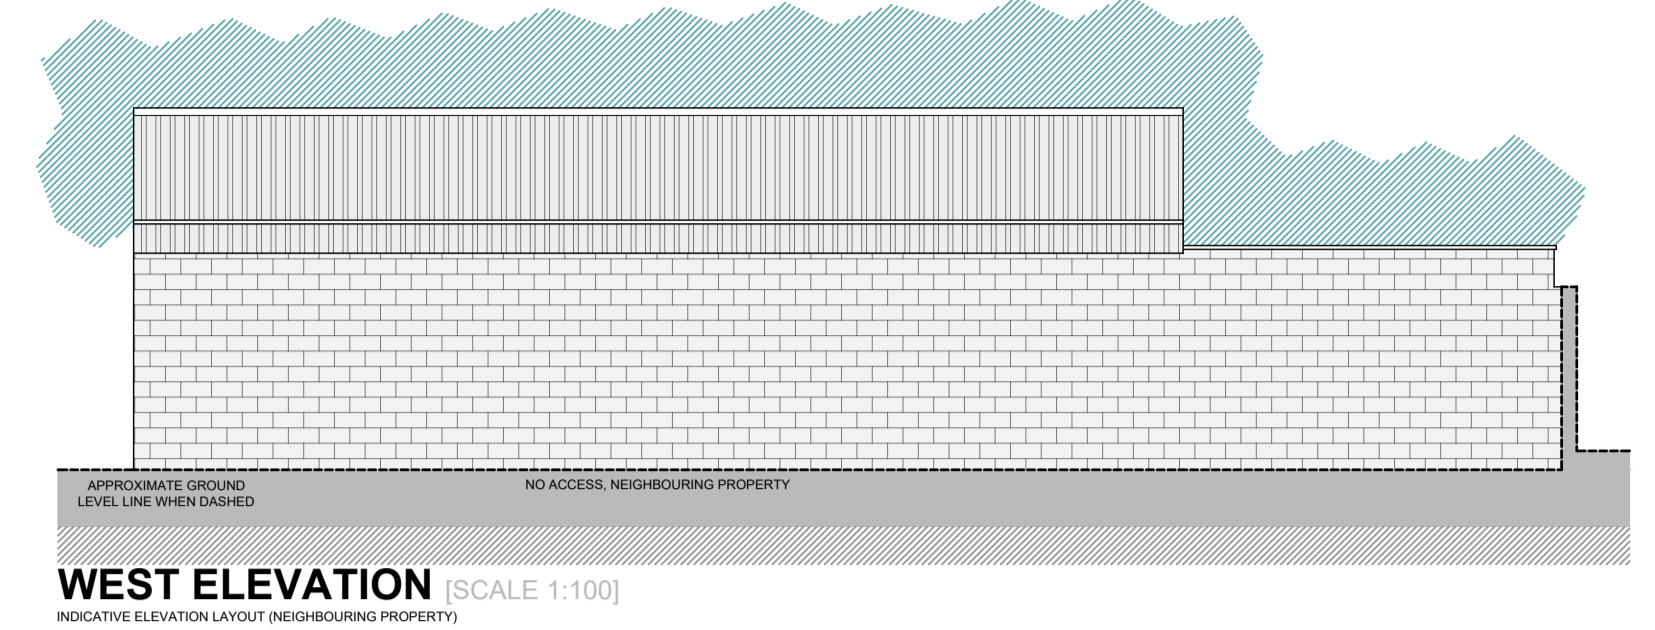 APPROXIMATE GROUND
LEVEL LINE WHEN DASHED
NO ACCESS, NEIGHBOURING PROPERTY
WEST ELEVATION [SCALE 1:100]
INDICATIVE ELEVATION LAYOUT (NEIGHBOURING PROPERTY)